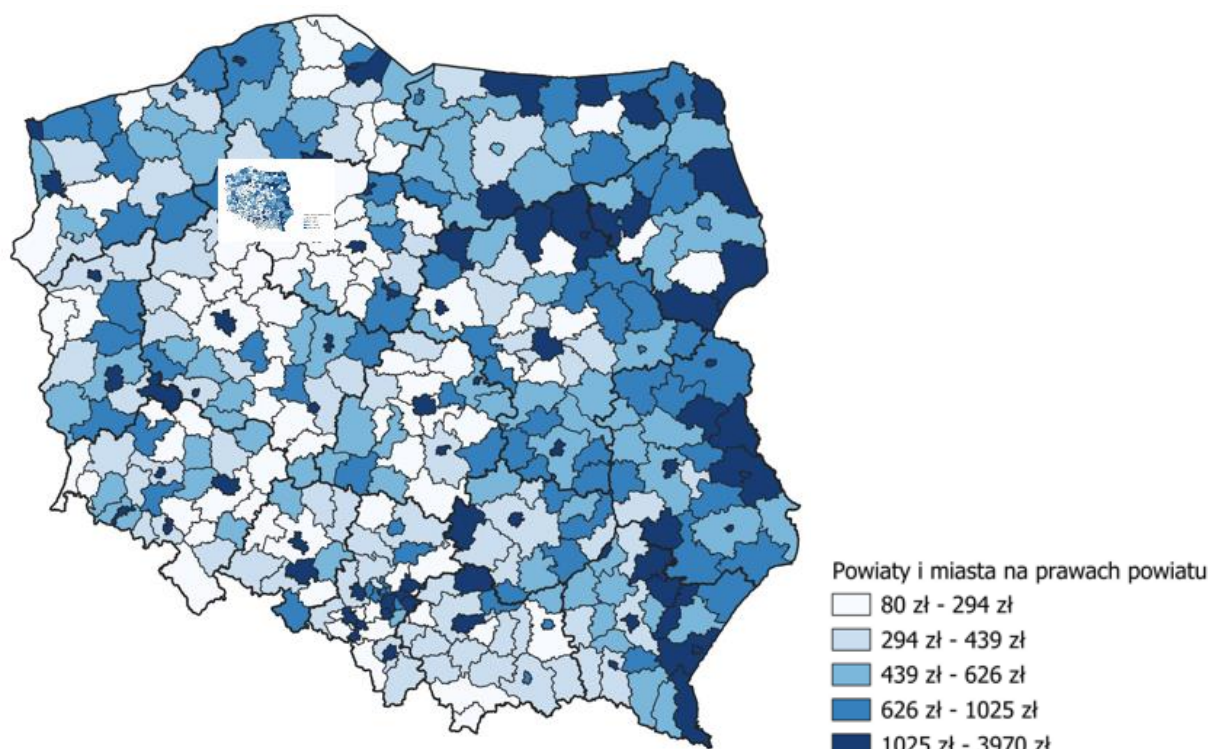 Powiaty i miasta na prawach powiatu
80 zł - 294 zł
294 zł - 439 zł
439 zł - 626 zł
626 zł - 1025 zł
1025 zł - 3970 zł